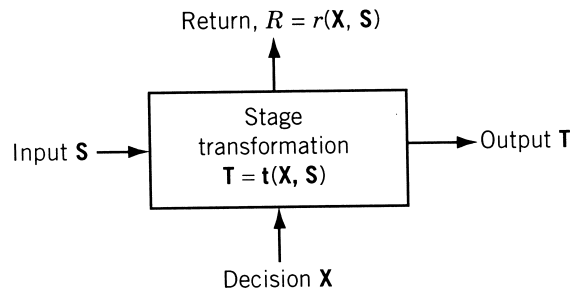 Return, R = r(X, S)
Stage
transformation
T = t(X, S)
Input S
Output T
Decision X